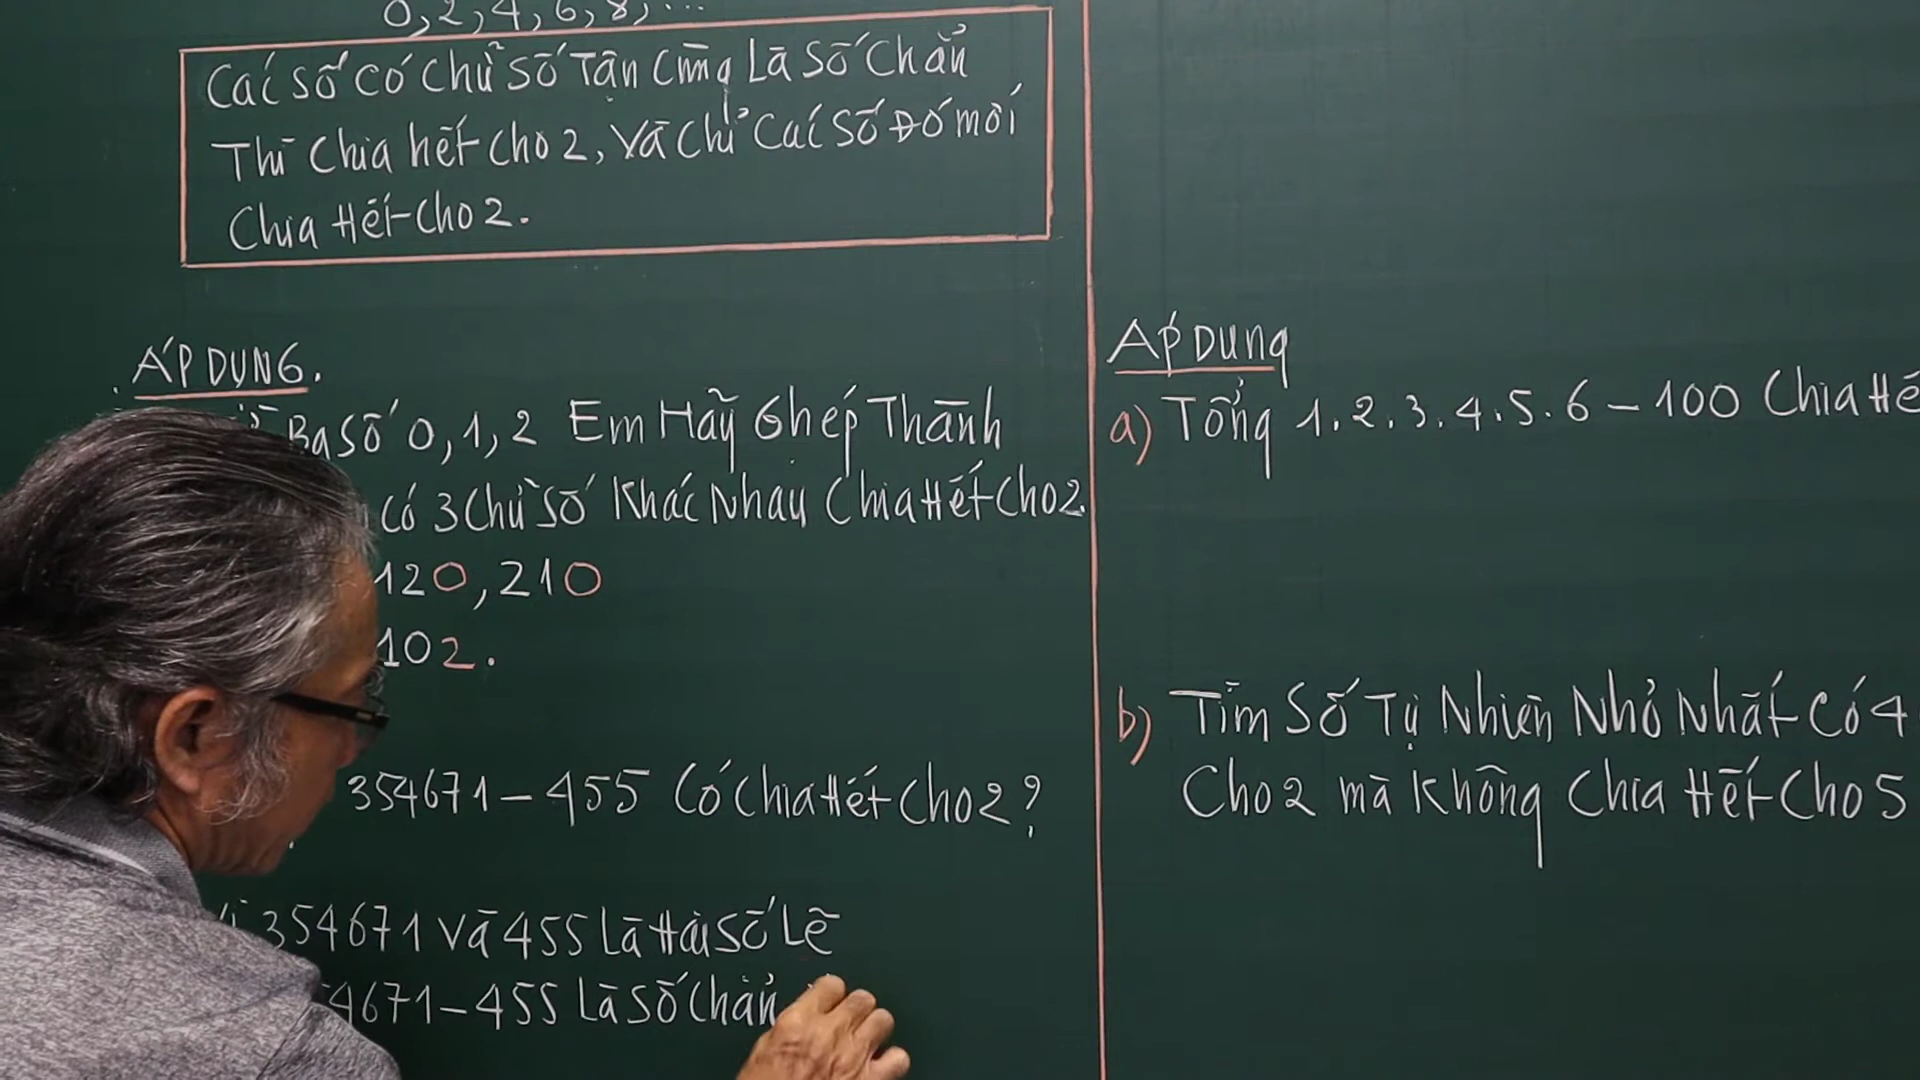 0,2,4,6,8,...
Các số có chữ số Tận cùng Là số Chẵn
Thì Chia hết cho 2, Và chỉ Các số Đó mới
Chia Hết cho 2.
ÁP DỤNG.
Ba số 0, 1, 2 Em Hãy Ghép Thành
có 3 chữ số Khác Nhau Chia Hết cho 2.
120, 210
102.
354671 - 455 Có Chia Hết Cho 2?
354671 Và 455 Là Hai số Lẽ
4671 - 455 Là số Chẵn
Áp Dụng
a) Tổng 1.2.3.4.5.6 - 100 Chia Hế
b) Tìm Số Tự Nhiên Nhỏ Nhất Có 4
Cho 2 mà Không Chia Hết Cho 5